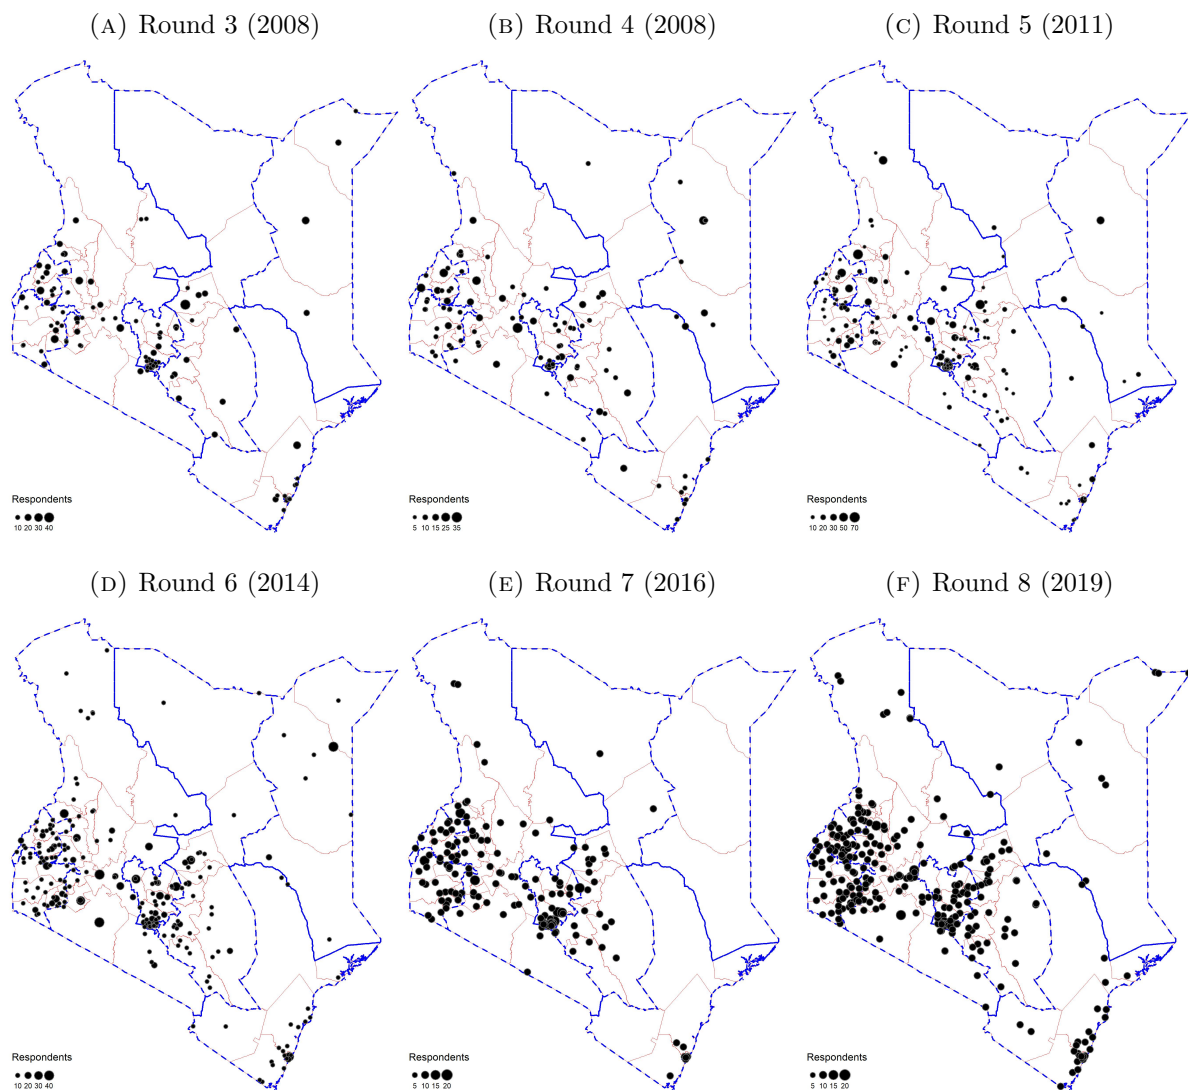 (A) Round 3 (2008)
(B) Round 4 (2008)
(C) Round 5 (2011)
Respondents
10 20 30 40
Respondents
5 10 15 25 35
Respondents
10 20 30 50 70
(D) Round 6 (2014)
(E) Round 7 (2016)
(F) Round 8 (2019)
Respondents
10 20 30 40
Respondents
5 10 15 20
Respondents
5 10 15 20